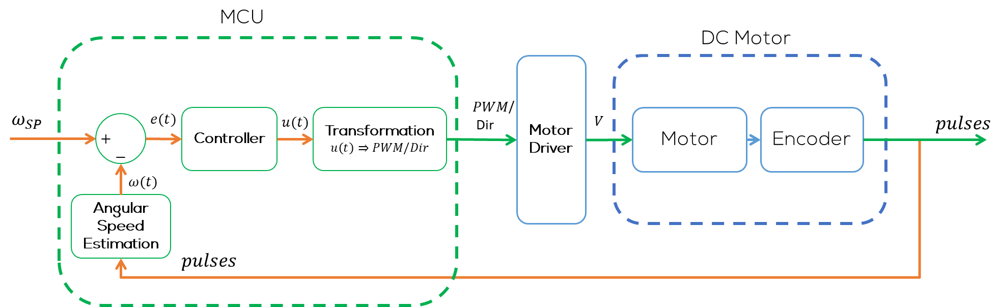 MCU
DC Motor
ω_SP
+
−
e(t)
Controller
u(t)
Transformation
u(t) ⇒ PWM/Dir
PWM/
Dir
Motor
Driver
V
Motor
Encoder
pulses
ω(t)
Angular
Speed
Estimation
pulses